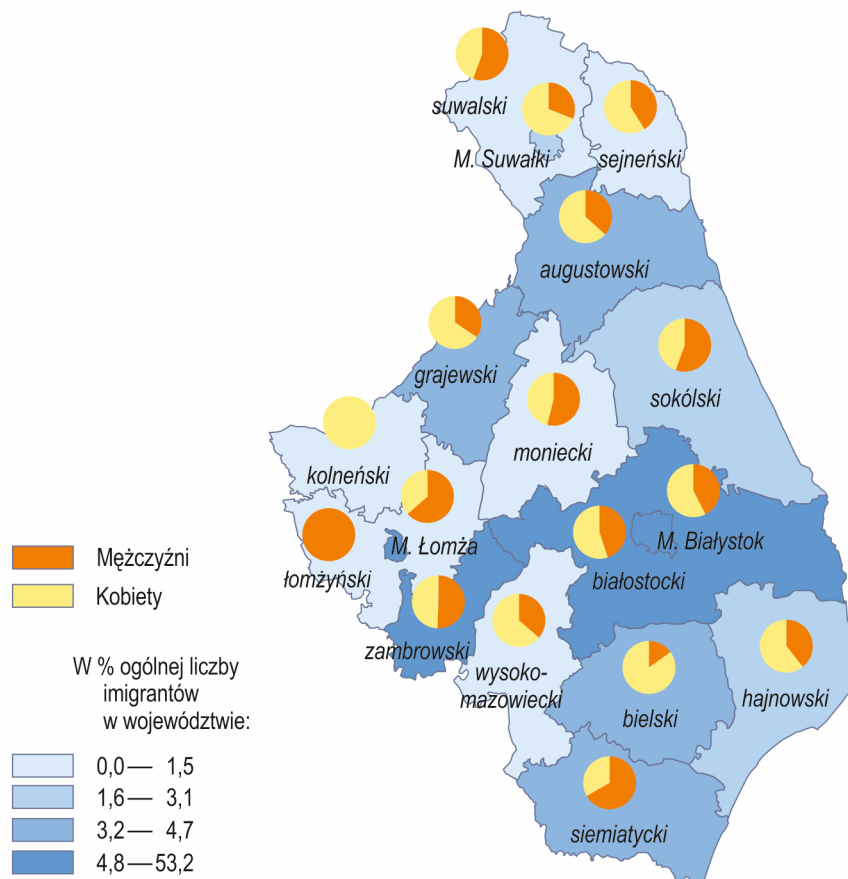 suwalski
M. Suwałki
sejneński
augustowski
grajewski
sokólski
moniecki
kolneński
M. Łomża
M. Białystok
łomżyński
białostocki
zambrowski
wysoko-
mazowiecki
bielski
hajnowski
siemiatycki
Mężczyźni
Kobiety
W % ogólnej liczby
imigrantów
w województwie:
0,0 — 1,5
1,6 — 3,1
3,2 — 4,7
4,8 — 53,2